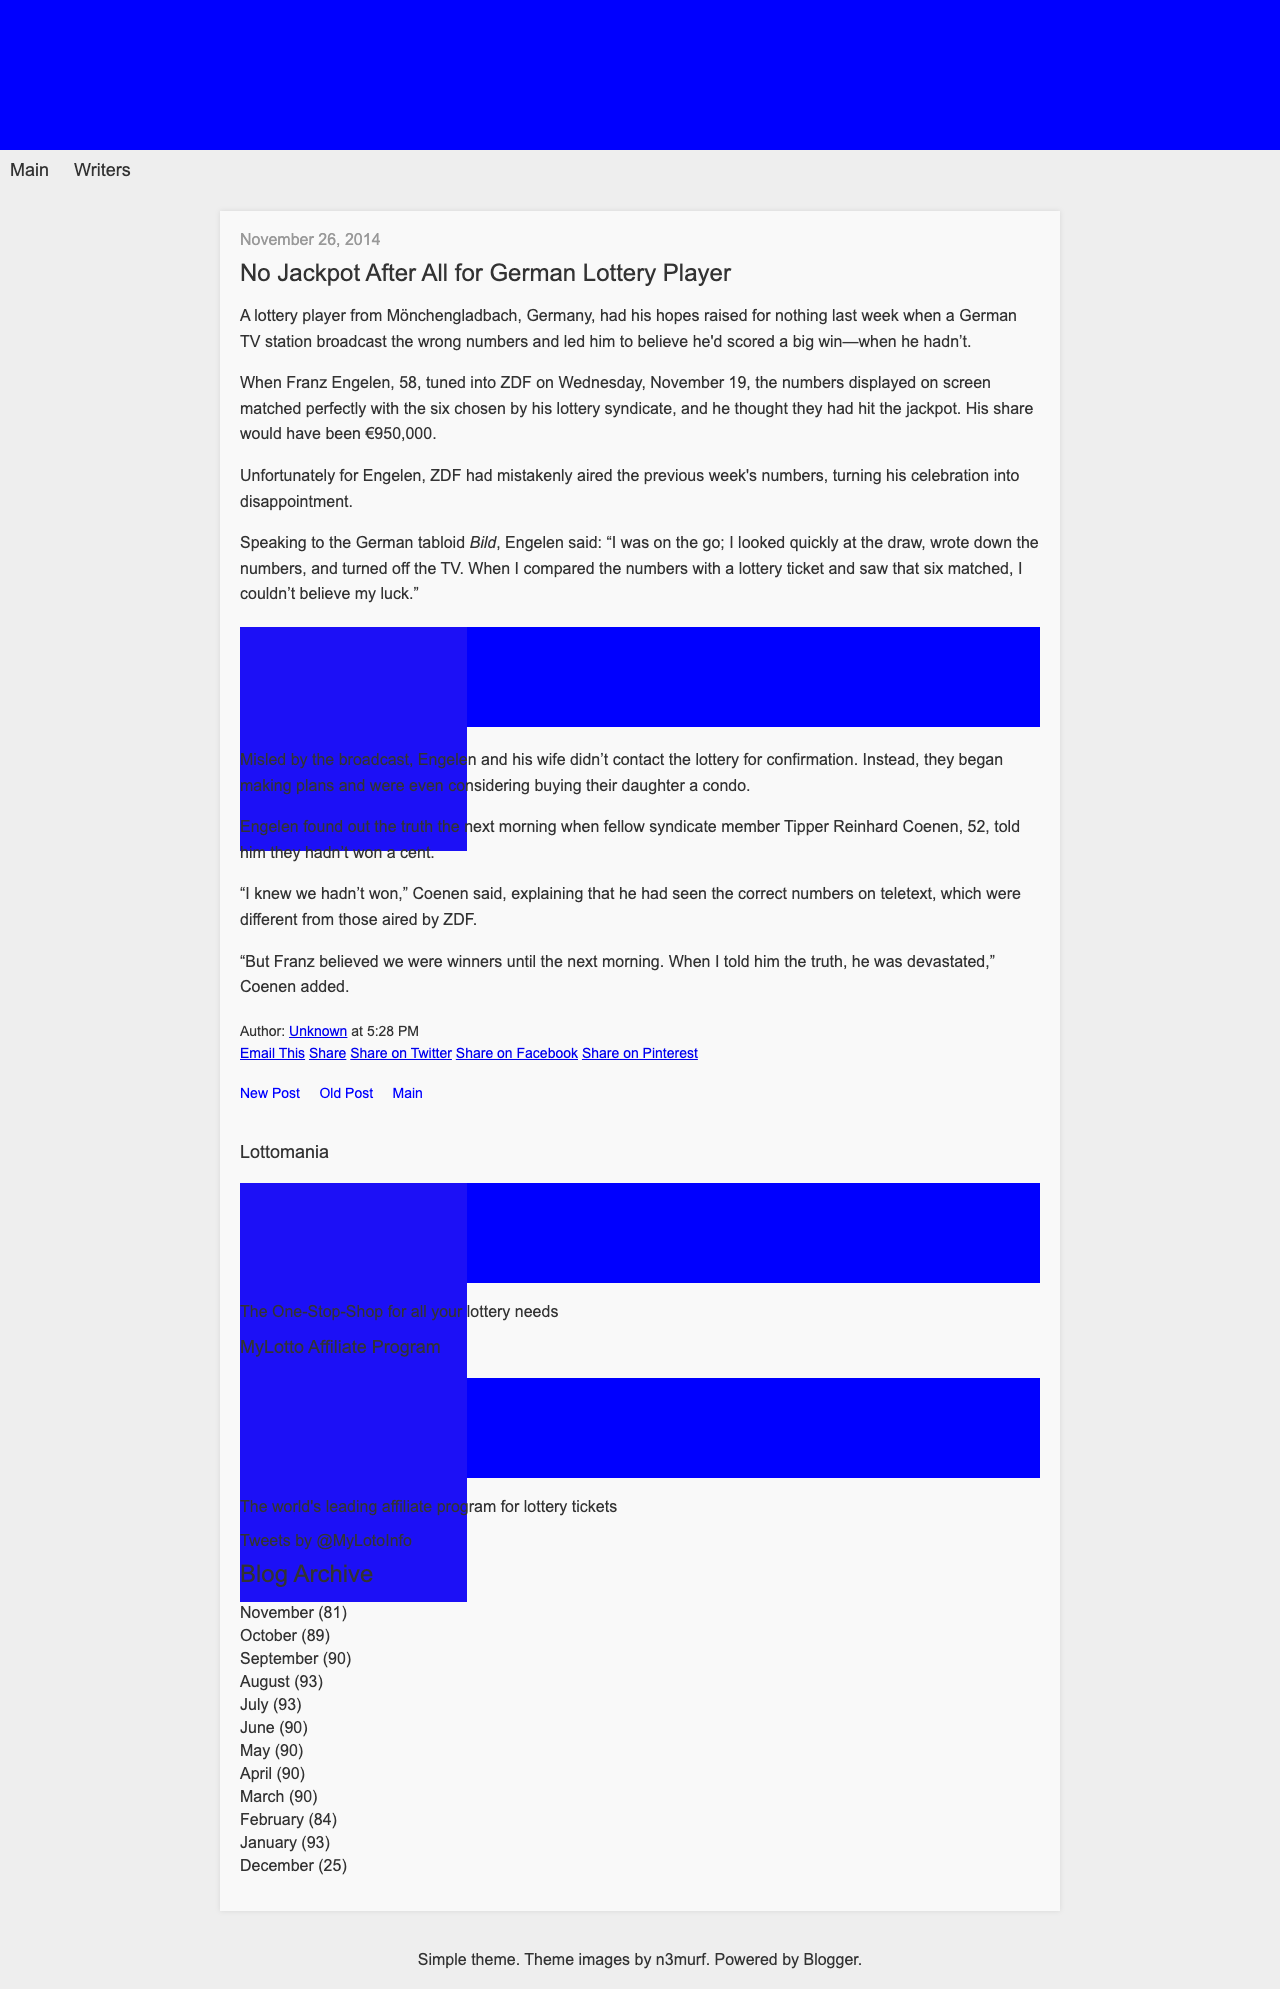 Main Writers
November 26, 2014
No Jackpot After All for German Lottery Player
A lottery player from Mönchengladbach, Germany, had his hopes raised for nothing last week when a German
TV station broadcast the wrong numbers and led him to believe he'd scored a big win—when he hadn’t.
When Franz Engelen, 58, tuned into ZDF on Wednesday, November 19, the numbers displayed on screen
matched perfectly with the six chosen by his lottery syndicate, and he thought they had hit the jackpot. His share
would have been €950,000.
Unfortunately for Engelen, ZDF had mistakenly aired the previous week's numbers, turning his celebration into
disappointment.
Speaking to the German tabloid Bild, Engelen said: “I was on the go; I looked quickly at the draw, wrote down the
numbers, and turned off the TV. When I compared the numbers with a lottery ticket and saw that six matched, I
couldn’t believe my luck.”
Misled by the broadcast, Engelen and his wife didn’t contact the lottery for confirmation. Instead, they began
making plans and were even considering buying their daughter a condo.
Engelen found out the truth the next morning when fellow syndicate member Tipper Reinhard Coenen, 52, told
him they hadn’t won a cent.
“I knew we hadn’t won,” Coenen said, explaining that he had seen the correct numbers on teletext, which were
different from those aired by ZDF.
“But Franz believed we were winners until the next morning. When I told him the truth, he was devastated,”
Coenen added.
Author: Unknown at 5:28 PM
Email This Share Share on Twitter Share on Facebook Share on Pinterest
New Post Old Post Main
Lottomania
The One-Stop-Shop for all your lottery needs
MyLotto Affiliate Program
The world's leading affiliate program for lottery tickets
Tweets by @MyLotoInfo
Blog Archive
November (81)
October (89)
September (90)
August (93)
July (93)
June (90)
May (90)
April (90)
March (90)
February (84)
January (93)
December (25)
Simple theme. Theme images by n3murf. Powered by Blogger.